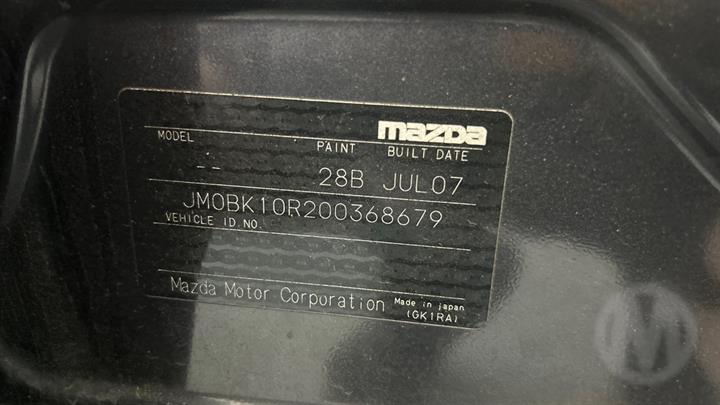 mazda
MODEL PAINT BUILT DATE
-- 28B JUL07
JM0BK10R200368679
VEHICLE ID.NO.
Mazda Motor Corporation Made in japan
(GK1RA)
M